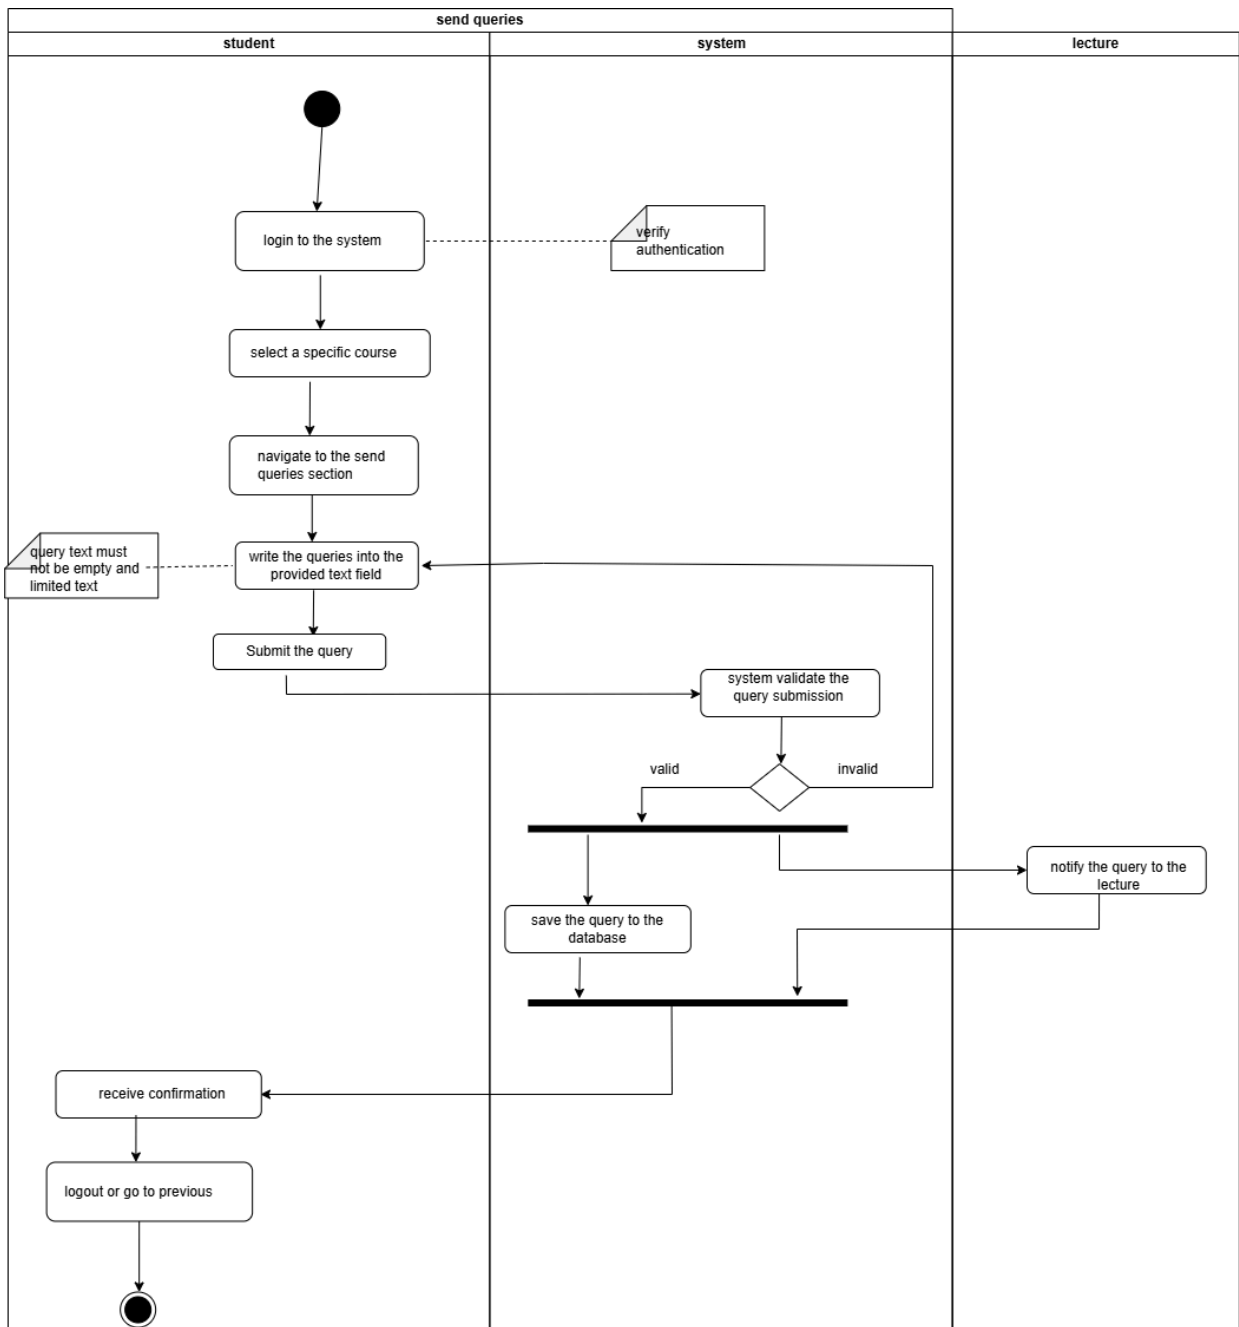 send queries
student
system
lecture
login to the system
verify
authentication
select a specific course
navigate to the send
queries section
query text must
not be empty and
limited text
write the queries into the
provided text field
Submit the query
system validate the
query submission
valid
invalid
notify the query to the
lecture
save the query to the
database
receive confirmation
logout or go to previous